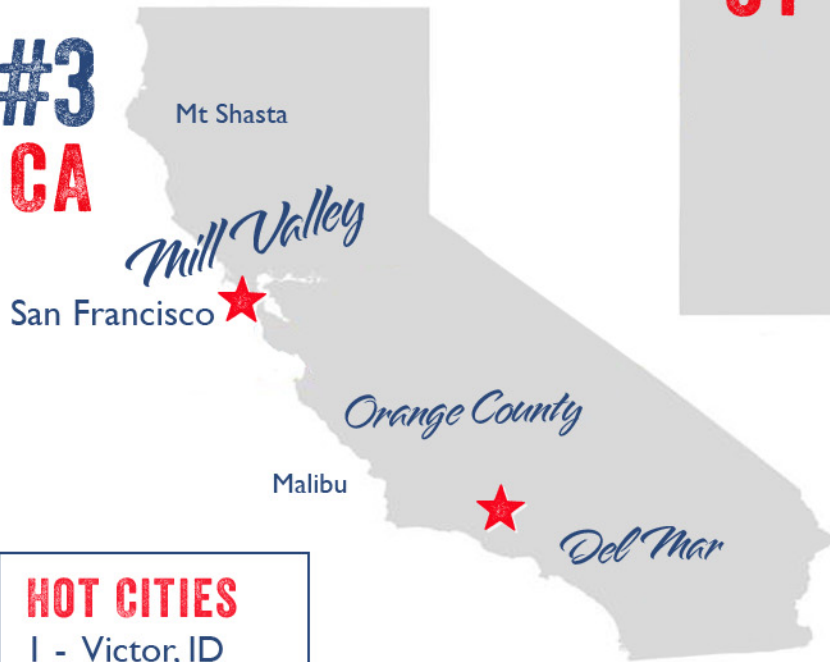 #3
CA
Mt Shasta
Mill Valley
San Francisco
Orange County
Malibu
Del Mar
HOT CITIES
1 - Victor, ID